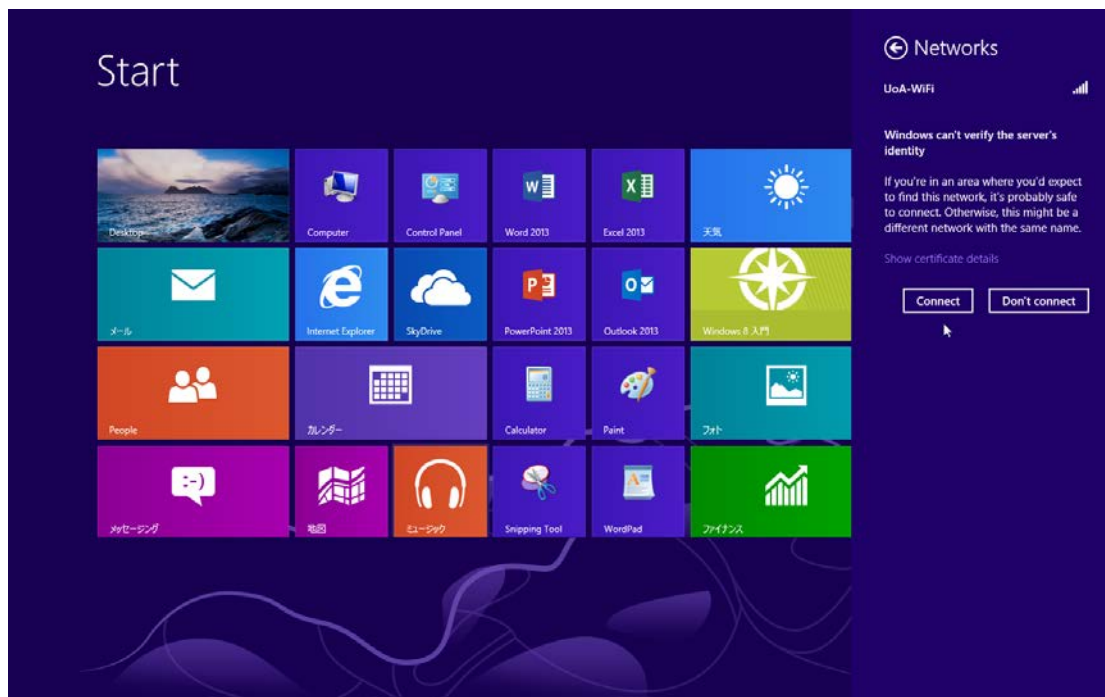 Start
Networks
UoA-WiFi
Windows can't verify the server's
identity
If you're in an area where you'd expect
to find this network, it's probably safe
to connect. Otherwise, this might be a
different network with the same name.
Show certificate details
Connect
Don't connect
Desktop
Computer
Control Panel
Word 2013
Excel 2013
天気
メール
Internet Explorer
SkyDrive
PowerPoint 2013
Outlook 2013
Windows 8 入門
People
カレンダー
Calculator
Paint
フォト
メッセージング
地図
ミュージック
Snipping Tool
WordPad
ファイナンス